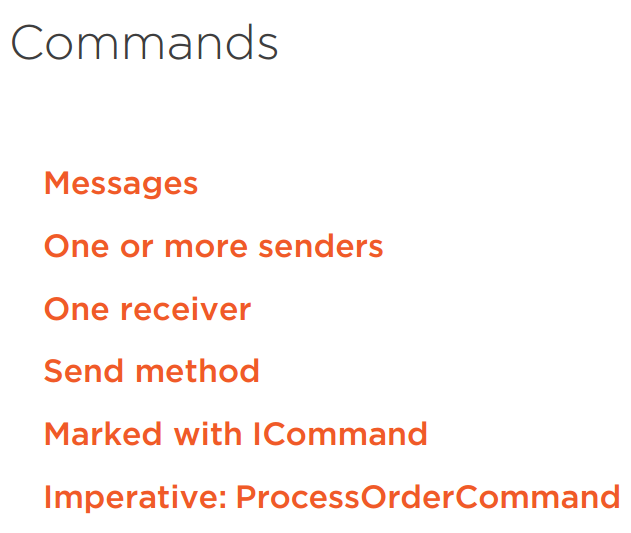 Commands
Messages
One or more senders
One receiver
Send method
Marked with ICommand
Imperative: ProcessOrderCommand